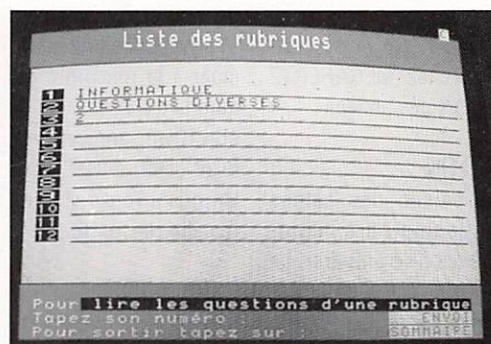 Liste des rubriques C
1 INFORMATIQUE
2 QUESTIONS DIVERSES
3 2
4
5
6
7
8
9
10
11
12
Pour lire les questions d'une rubrique
Tapez son numéro : ENVOI
Pour sortir tapez sur : SOMMAIRE